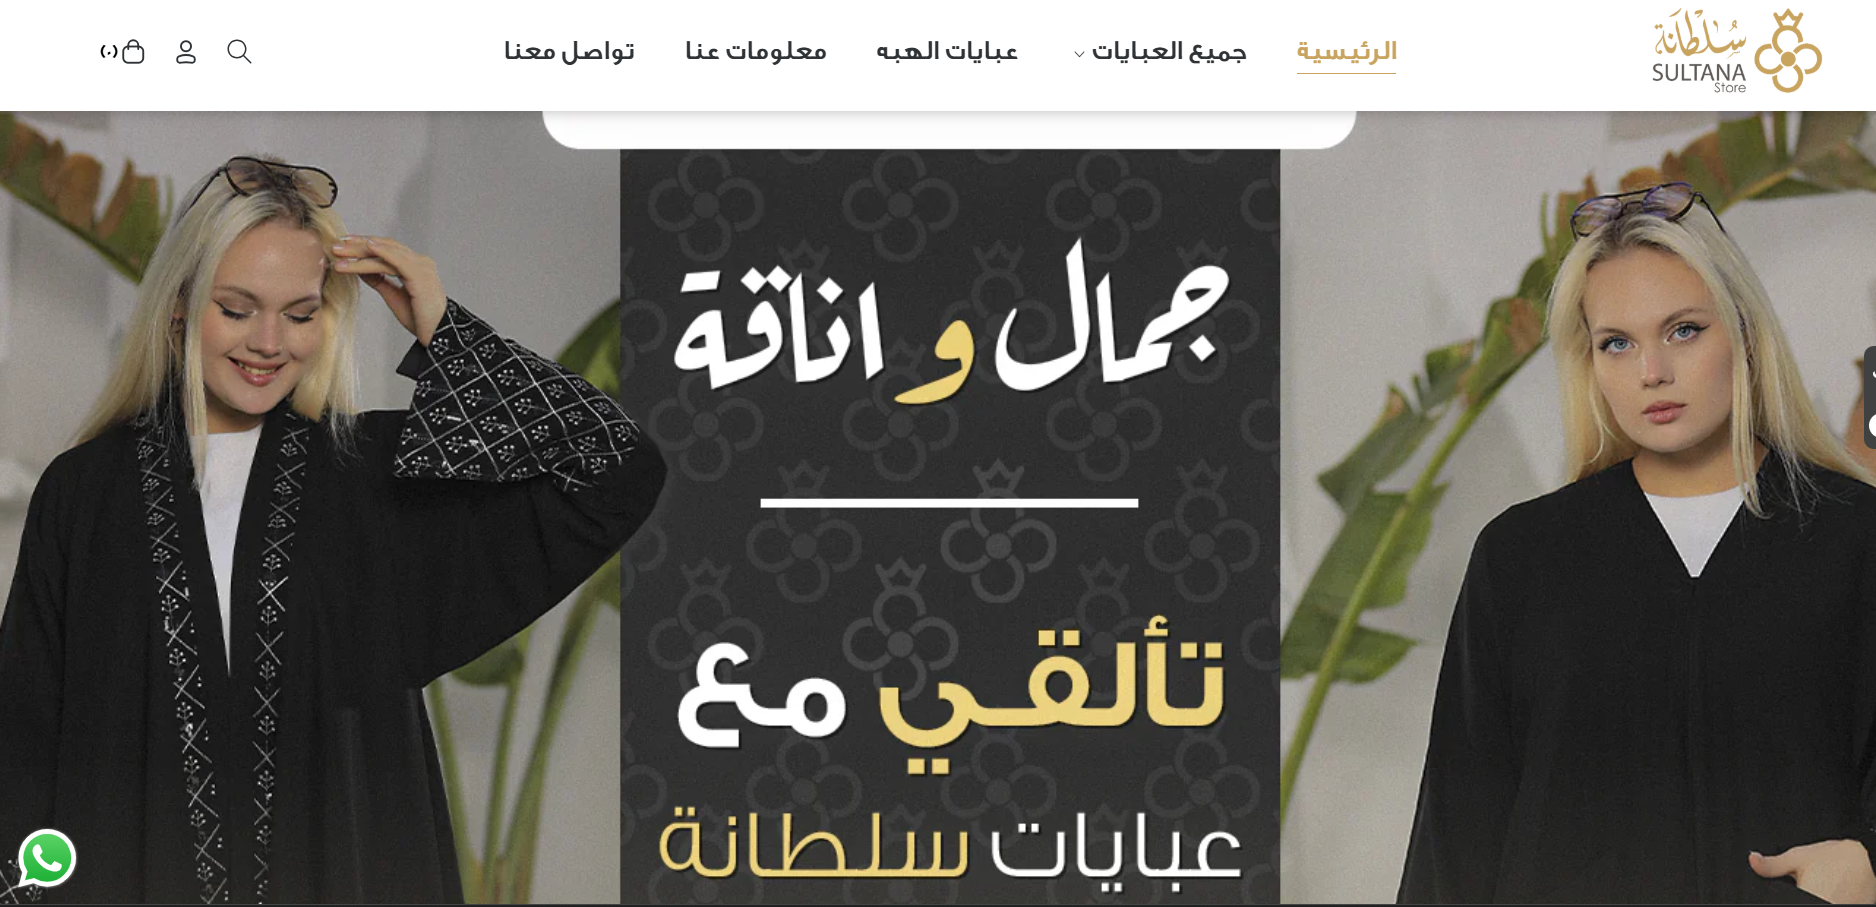 سُلطانة
SULTANA
Store
الرئيسية
جميع العبايات
عبايات الهبه
معلومات عنا
تواصل معنا
(٠)
جمال و اناقة
تألقي مع
عبايات سلطانة